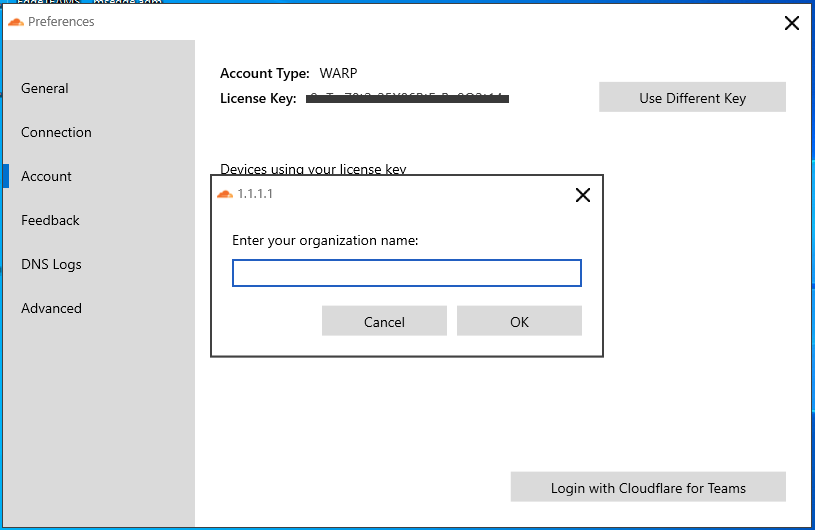 Preferences
General
Connection
Account
Feedback
DNS Logs
Advanced
Account Type: WARP
License Key:
Use Different Key
Devices using your license key
1.1.1.1
Enter your organization name:
Cancel
OK
Login with Cloudflare for Teams